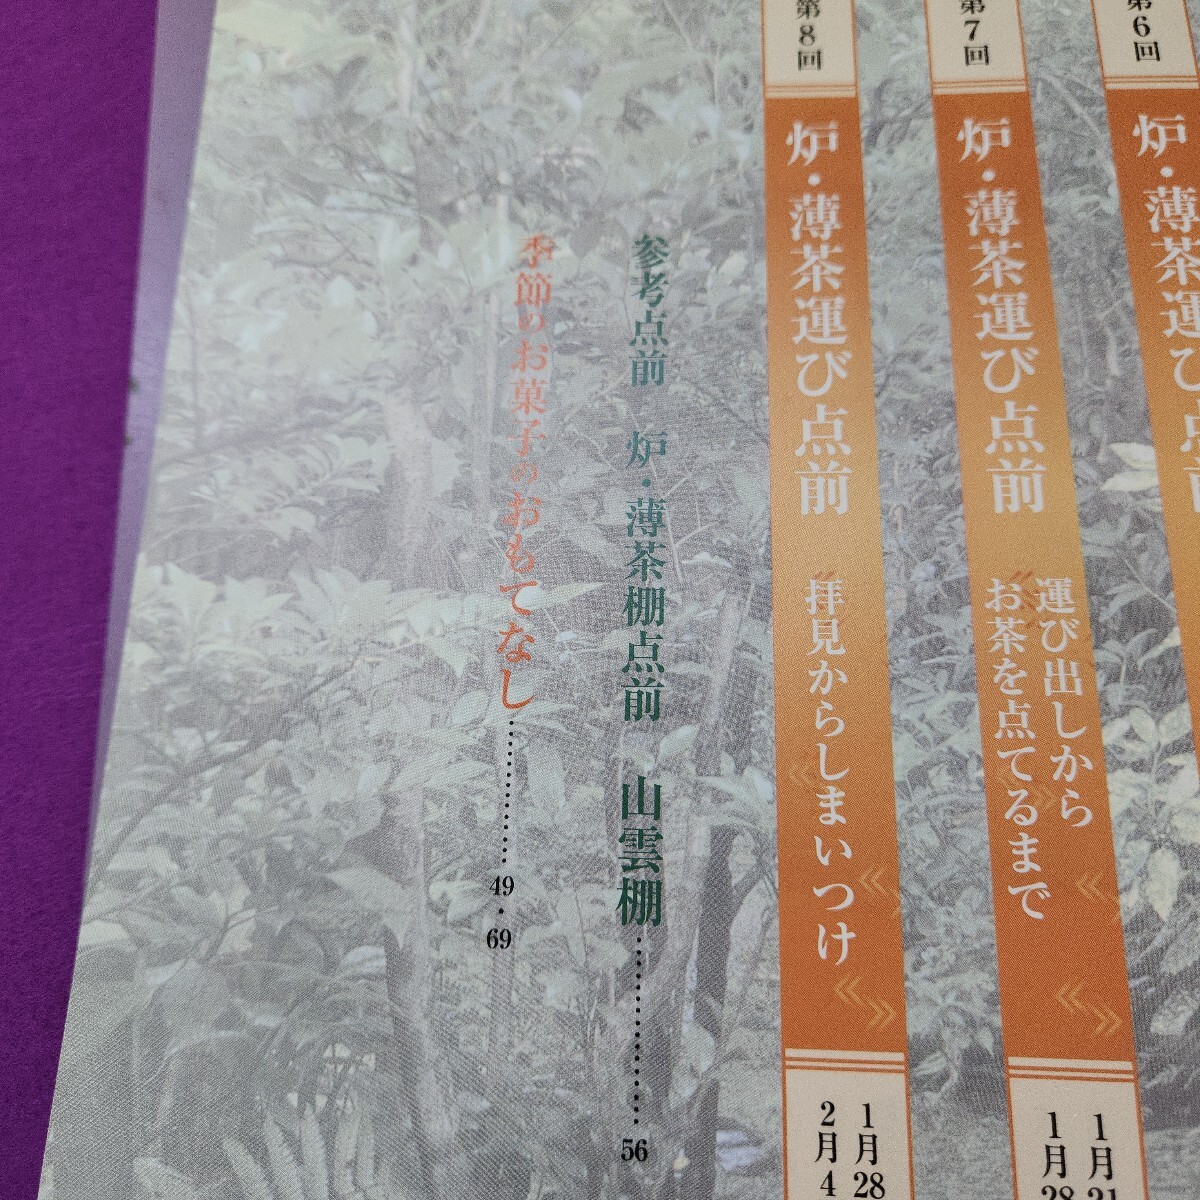 第6回
炉・薄茶運び点前
第7回
炉・薄茶運び点前
運び出しから
お茶を点てるまで
1月21
1月28
第8回
炉・薄茶運び点前
拝見からしまいつけ
1月28
2月4
参考点前 炉・薄茶棚点前 山雲棚……………56
季節のお菓子のおもてなし……………49・69